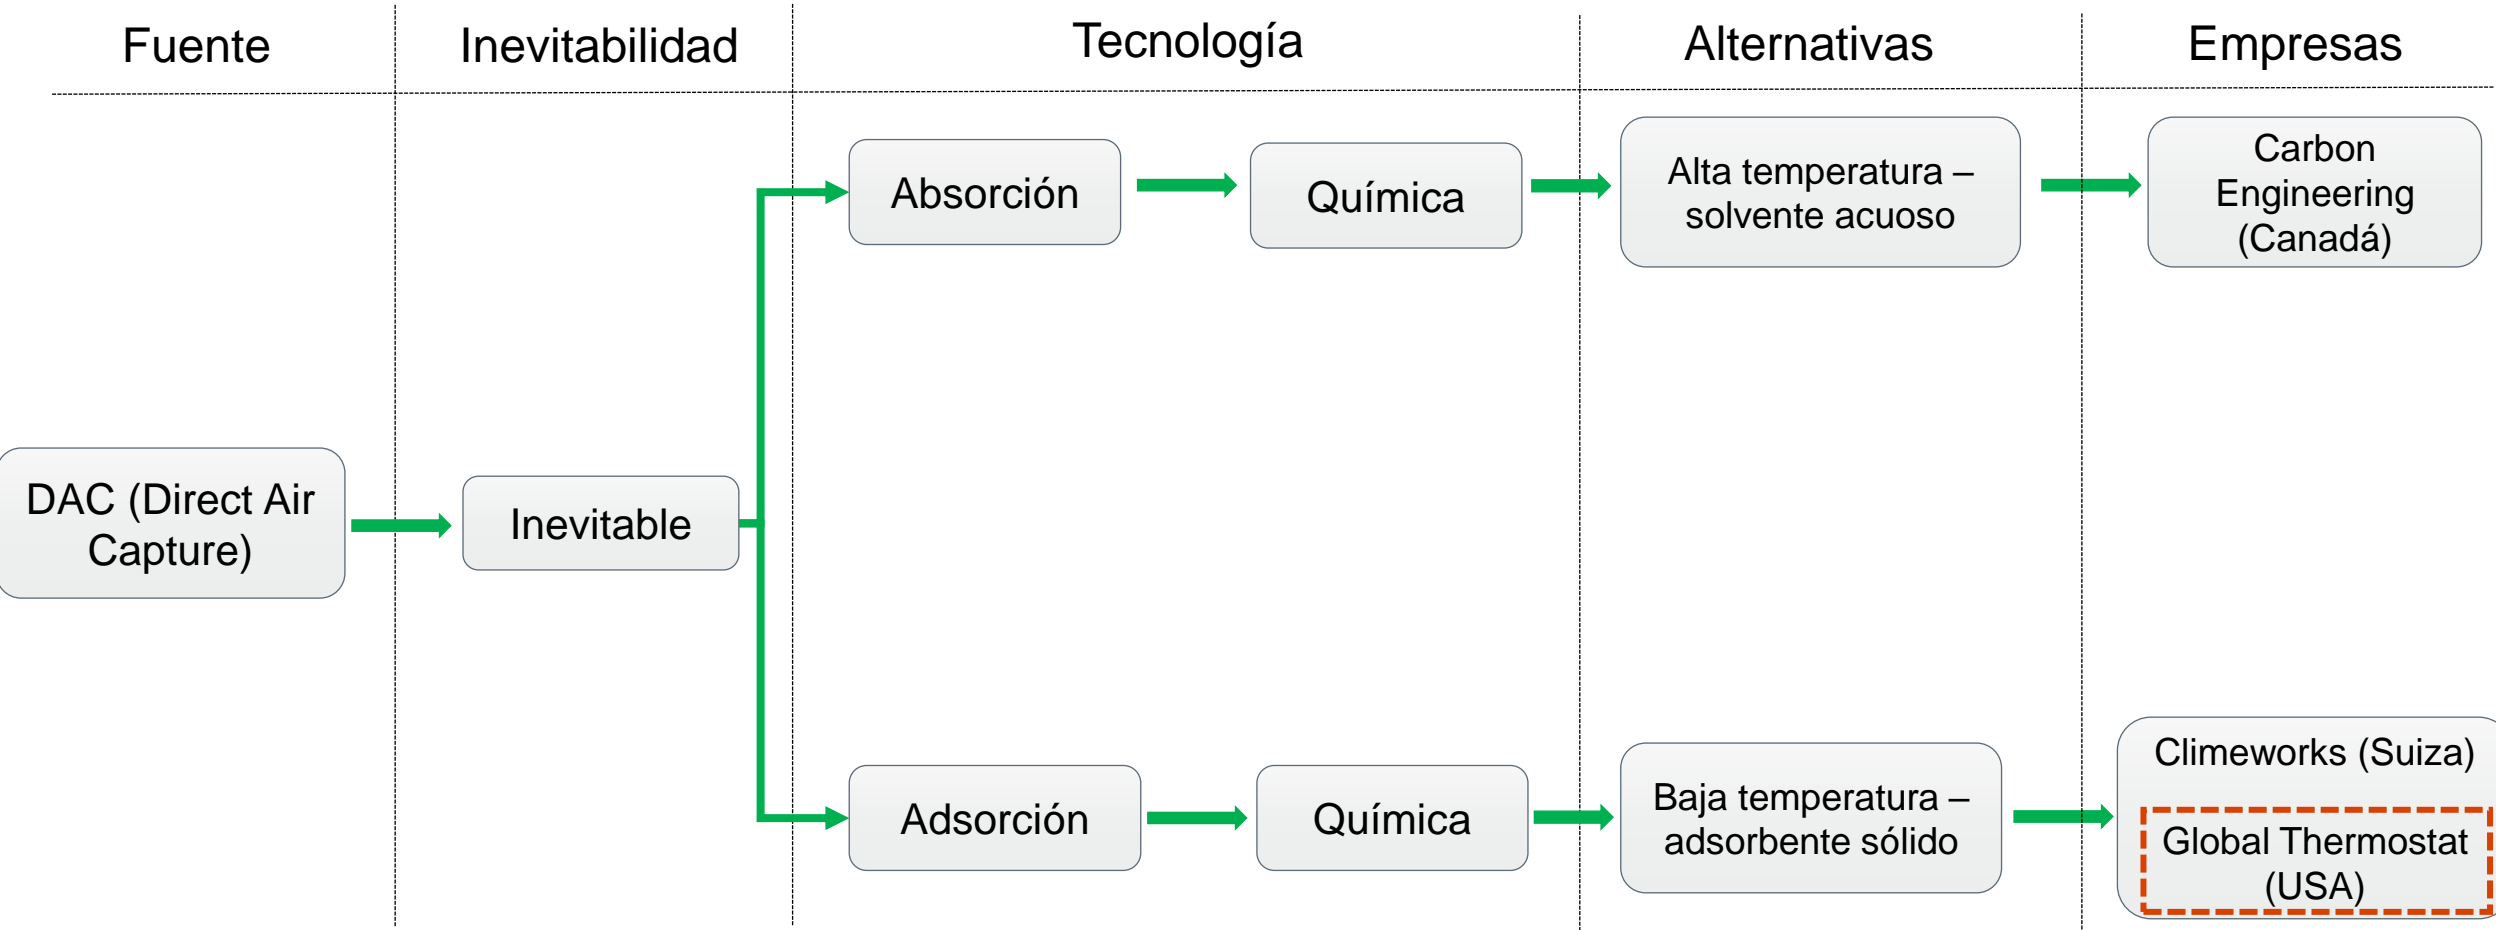 Fuente
Inevitabilidad
Tecnología
Alternativas
Empresas
Absorción
Química
Alta temperatura –
solvente acuoso
Carbon
Engineering
(Canadá)
DAC (Direct Air
Capture)
Inevitable
Adsorción
Química
Baja temperatura –
adsorbente sólido
Climeworks (Suiza)
Global Thermostat
(USA)